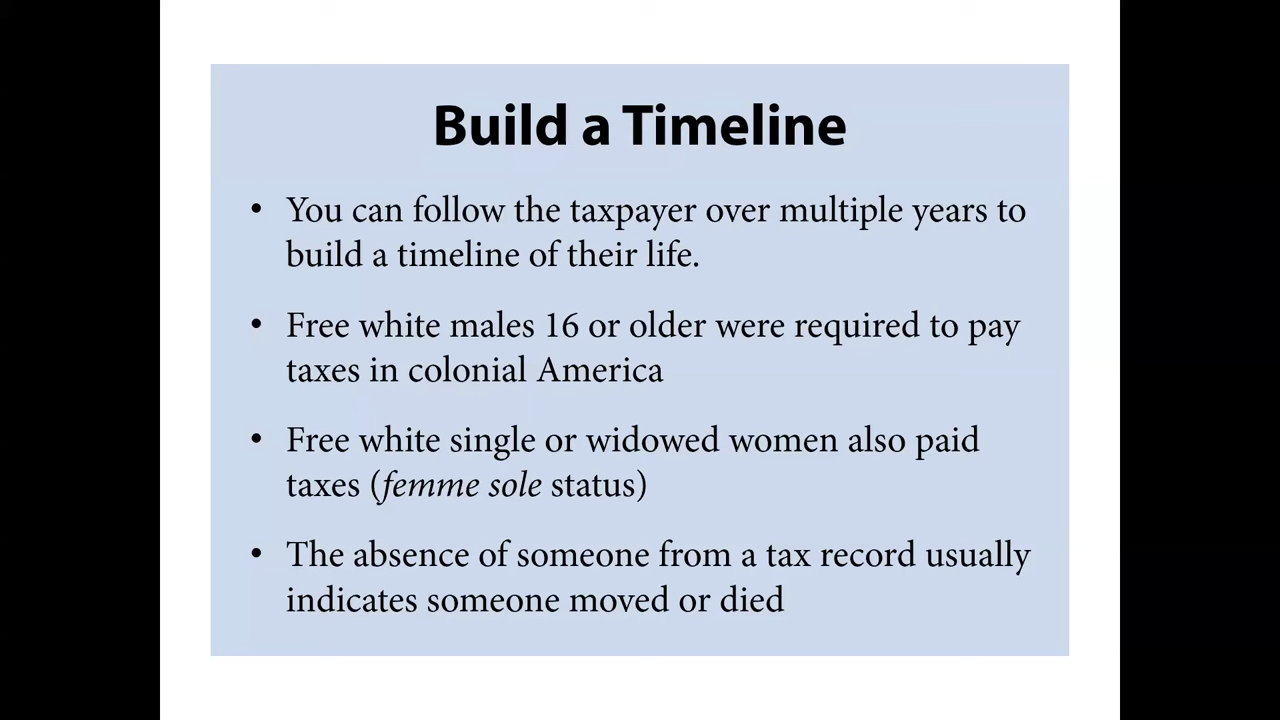 Build a Timeline
• You can follow the taxpayer over multiple years to
build a timeline of their life.
• Free white males 16 or older were required to pay
taxes in colonial America
• Free white single or widowed women also paid
taxes (femme sole status)
• The absence of someone from a tax record usually
indicates someone moved or died